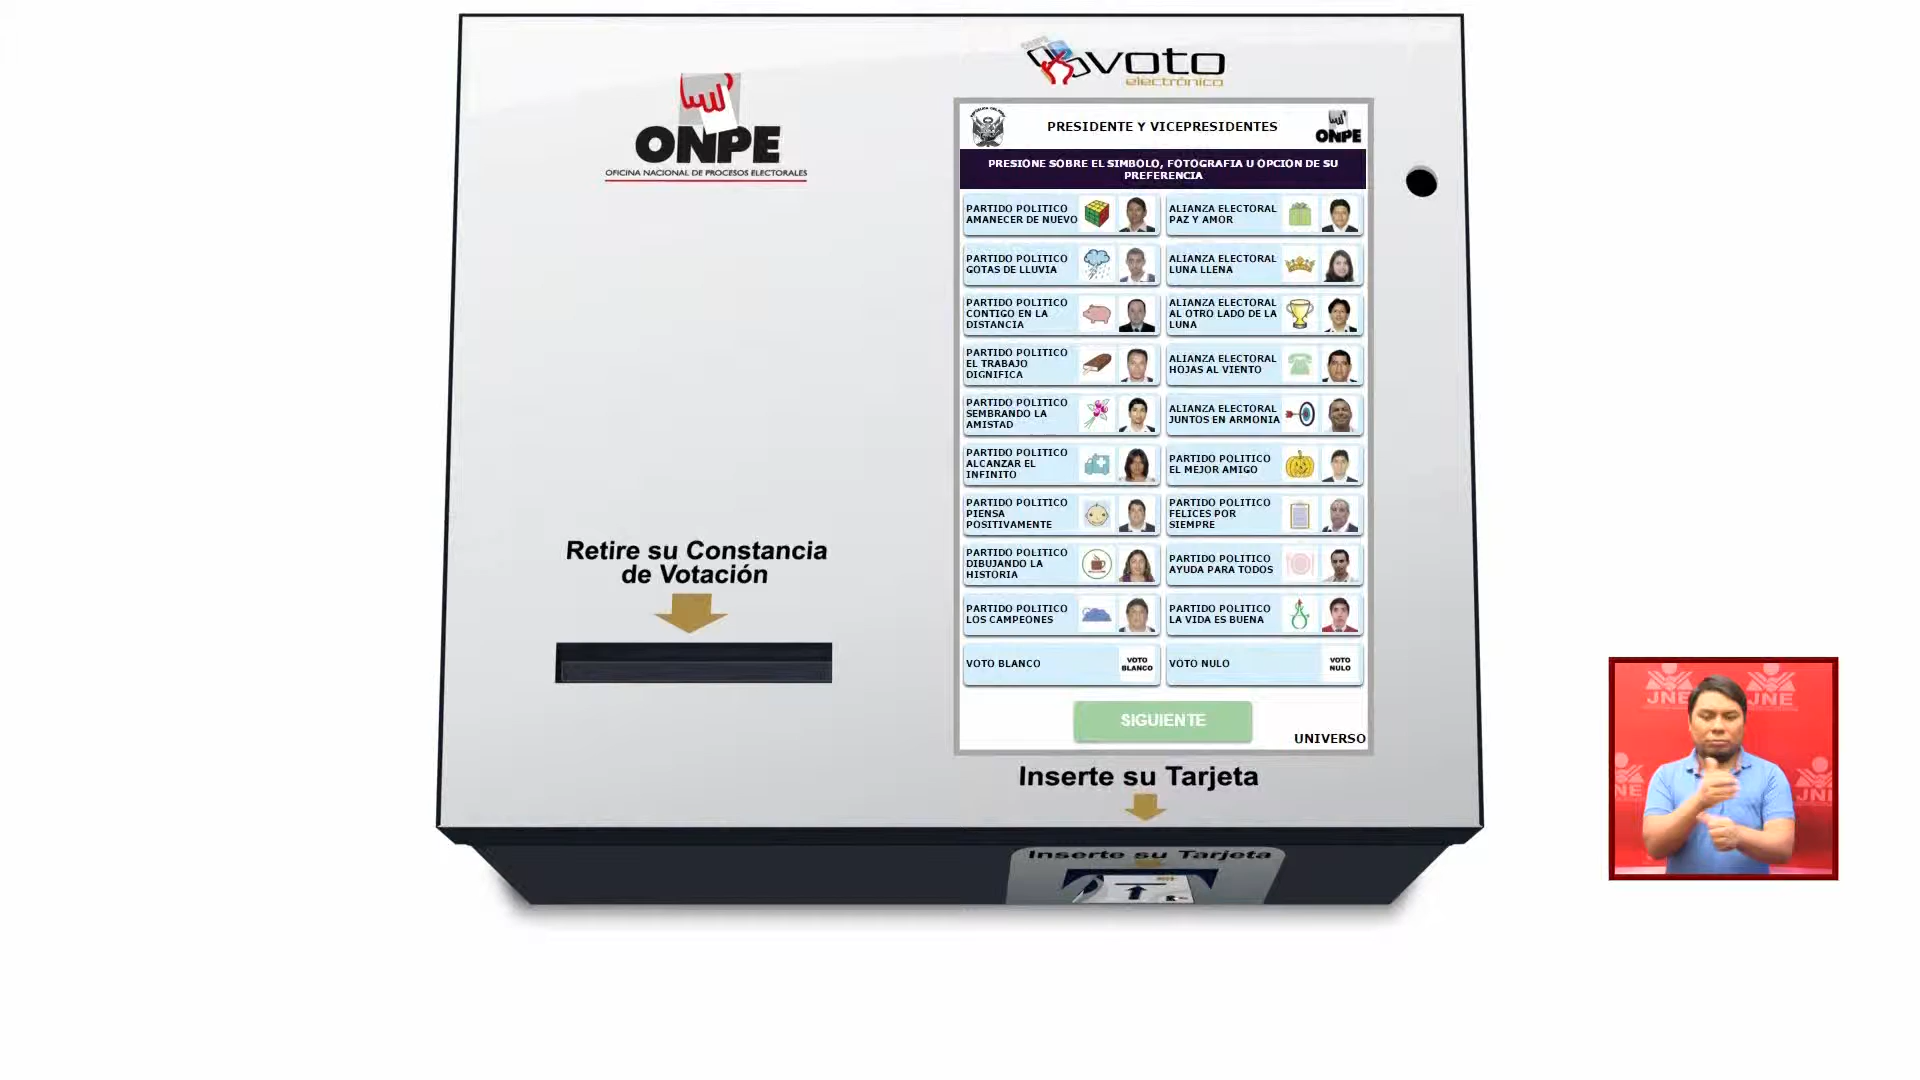 ONPE
OFICINA NACIONAL DE PROCESOS ELECTORALES
voto
electrónico
PRESIDENTE Y VICEPRESIDENTES
ONPE
PRESIONE SOBRE EL SIMBOLO, FOTOGRAFIA U OPCION DE SU
PREFERENCIA
PARTIDO POLITICO
AMANECER DE NUEVO
ALIANZA ELECTORAL
PAZ Y AMOR
PARTIDO POLITICO
GOTAS DE LLUVIA
ALIANZA ELECTORAL
LUNA LLENA
PARTIDO POLITICO
CONTIGO EN LA
DISTANCIA
ALIANZA ELECTORAL
AL OTRO LADO DE LA
LUNA
PARTIDO POLITICO
EL TRABAJO
DIGNIFICA
ALIANZA ELECTORAL
HOJAS AL VIENTO
PARTIDO POLITICO
SEMBRANDO LA
AMISTAD
ALIANZA ELECTORAL
JUNTOS EN ARMONIA
PARTIDO POLITICO
ALCANZAR EL
INFINITO
PARTIDO POLITICO
EL MEJOR AMIGO
PARTIDO POLITICO
PIENSA
POSITIVAMENTE
PARTIDO POLITICO
FELICES POR
SIEMPRE
PARTIDO POLITICO
DIBUJANDO LA
HISTORIA
PARTIDO POLITICO
AYUDA PARA TODOS
PARTIDO POLITICO
LOS CAMPEONES
PARTIDO POLITICO
LA VIDA ES BUENA
VOTO BLANCO
VOTO
BLANCO
VOTO NULO
VOTO
NULO
SIGUIENTE
UNIVERSO
Retire su Constancia
de Votación
Inserte su Tarjeta
Inserte su Tarjeta
JNE
JNE
NE
JNE